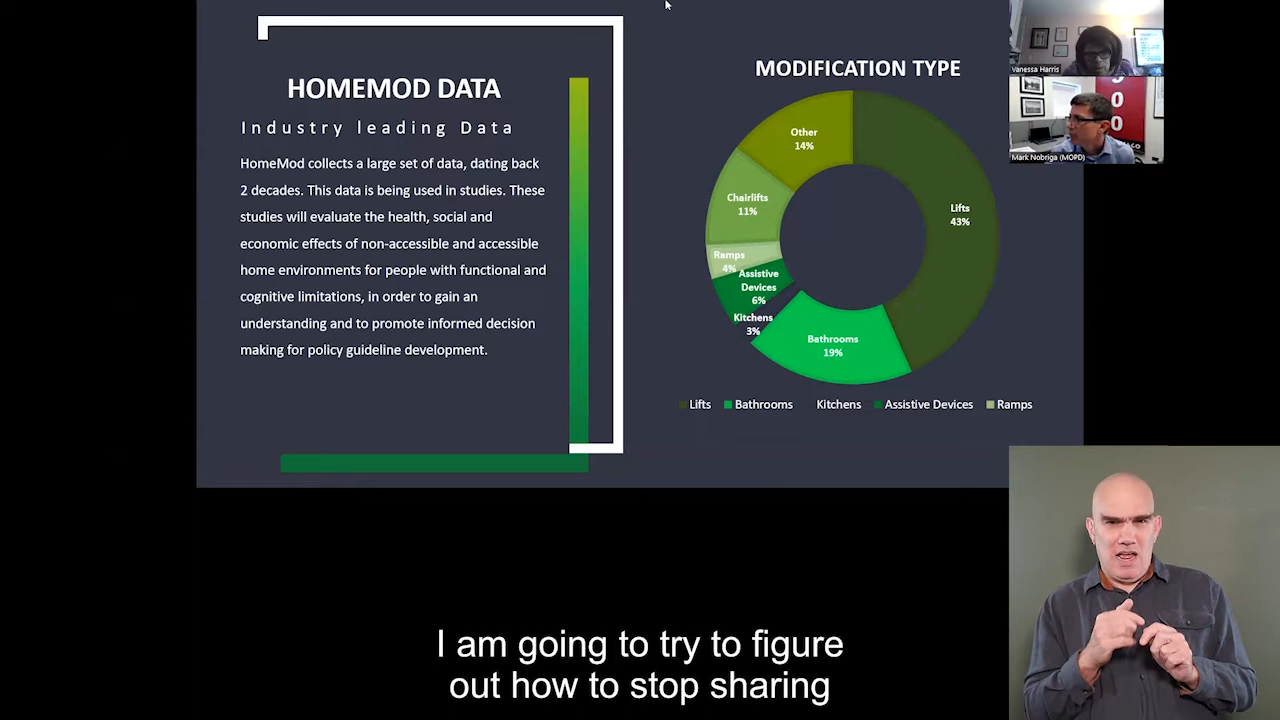 HOMEMOD DATA
Industry leading Data
HomeMod collects a large set of data, dating back
2 decades. This data is being used in studies. These
studies will evaluate the health, social and
economic effects of non-accessible and accessible
home environments for people with functional and
cognitive limitations, in order to gain an
understanding and to promote informed decision
making for policy guideline development.
MODIFICATION TYPE
Other
14%
Chairlifts
11%
Ramps
4%
Assistive
Devices
6%
Kitchens
3%
Bathrooms
19%
Lifts
43%
Lifts Bathrooms Kitchens Assistive Devices Ramps
Vanessa Harris
Mark Nobriga (MOPD)
I am going to try to figure
out how to stop sharing